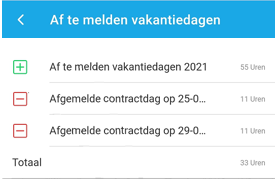 Af te melden vakantiedagen
Af te melden vakantiedagen 2021 55 Uren
Afgemelde contractdag op 25-0... 11 Uren
Afgemelde contractdag op 29-0... 11 Uren
Totaal 33 Uren